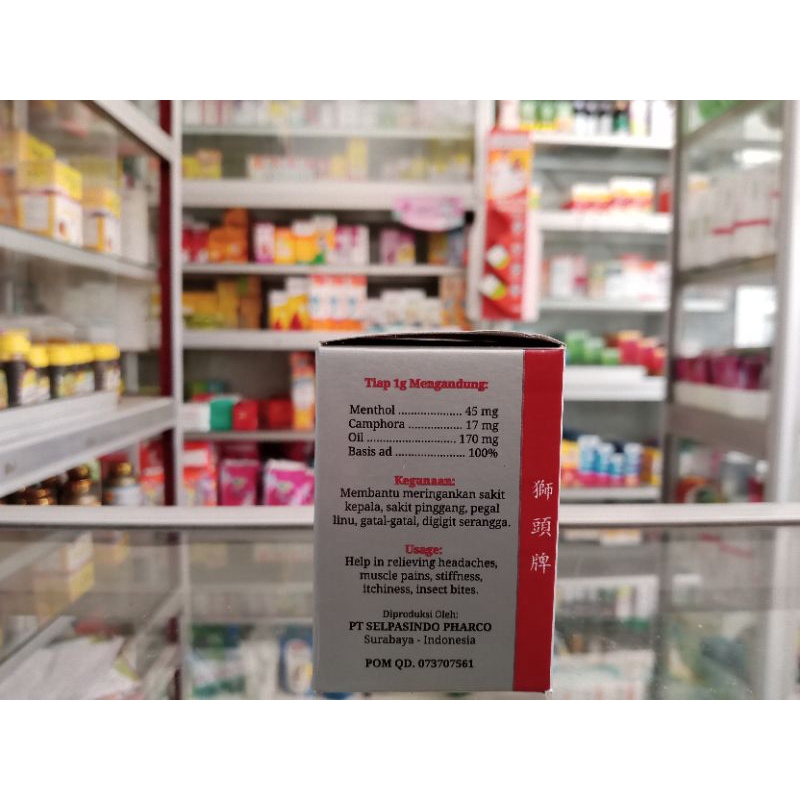 Tiap 1g Mengandung:
Menthol .................... 45 mg
Camphora ................ 17 mg
Oil ........................... 170 mg
Basis ad ..................... 100%
Kegunaan:
Membantu meringankan sakit
kepala, sakit pinggang, pegal
linu, gatal-gatal, digigit serangga.
Usage:
Help in relieving headaches,
muscle pains, stiffness,
itchiness, insect bites.
Diproduksi Oleh:
PT SELPASINDO PHARCO
Surabaya - Indonesia
POM QD. 073707561
獅頭牌